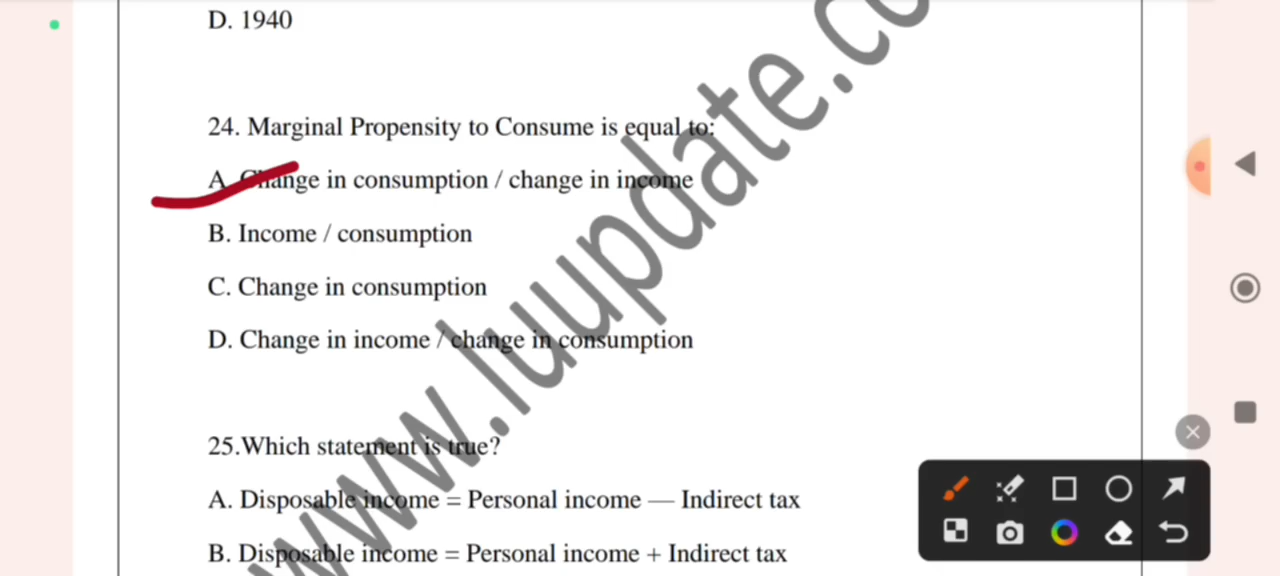 D. 1940
24. Marginal Propensity to Consume is equal to:
A. Change in consumption / change in income
B. Income / consumption
C. Change in consumption
D. Change in income / change in consumption
25.Which statement is true?
A. Disposable income = Personal income — Indirect tax
B. Disposable income = Personal income + Indirect tax
www.luupdate.co